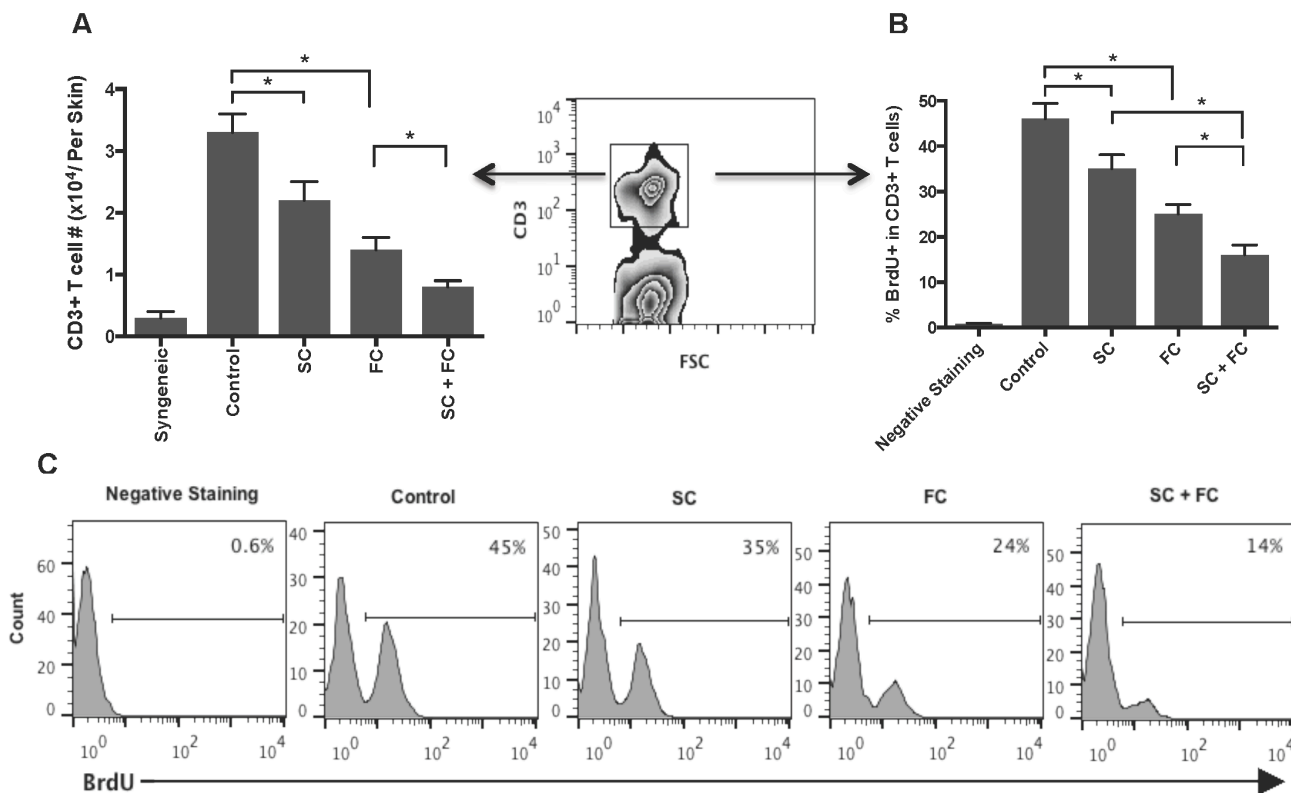 A
CD3+ T cell # (x10⁴/ Per Skin)
4
3
2
1
0
*
*
*
Syngeneic
Control
SC
FC
SC + FC
CD3
10⁴
10³
10²
10¹
10⁰
FSC
B
% BrdU+ in CD3+ T cells)
50
40
30
20
10
0
*
*
*
*
Negative Staining
Control
SC
FC
SC + FC
C
Negative Staining
Control
SC
FC
SC + FC
Count
60
40
20
0
0.6%
10⁰ 10² 10⁴
40
30
20
10
0
45%
10⁰ 10² 10⁴
50
40
30
20
10
0
35%
10⁰ 10² 10⁴
50
40
30
20
10
0
24%
10⁰ 10² 10⁴
50
40
30
20
10
0
14%
10⁰ 10² 10⁴
BrdU